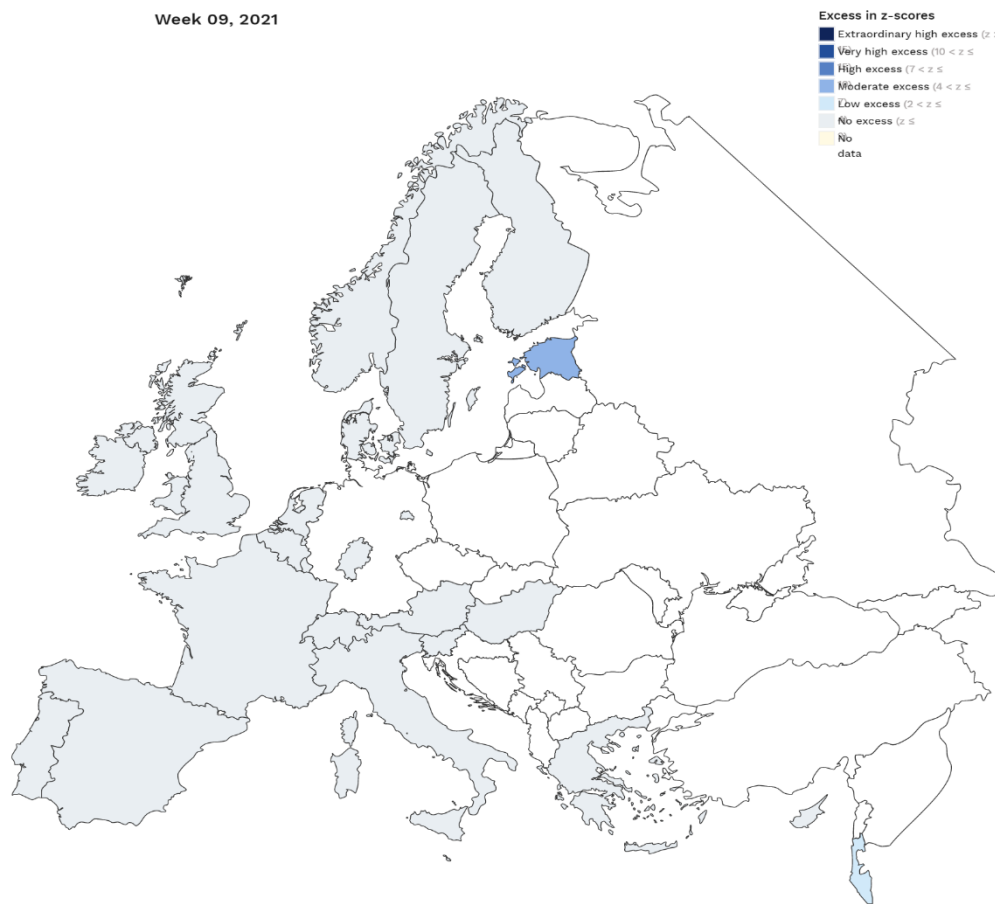 Week 09, 2021
Excess in z-scores
Extraordinary high excess (z
Very high excess (10 < z ≤
High excess (7 < z ≤
Moderate excess (4 < z ≤
Low excess (2 < z ≤
No excess (z ≤
No
data